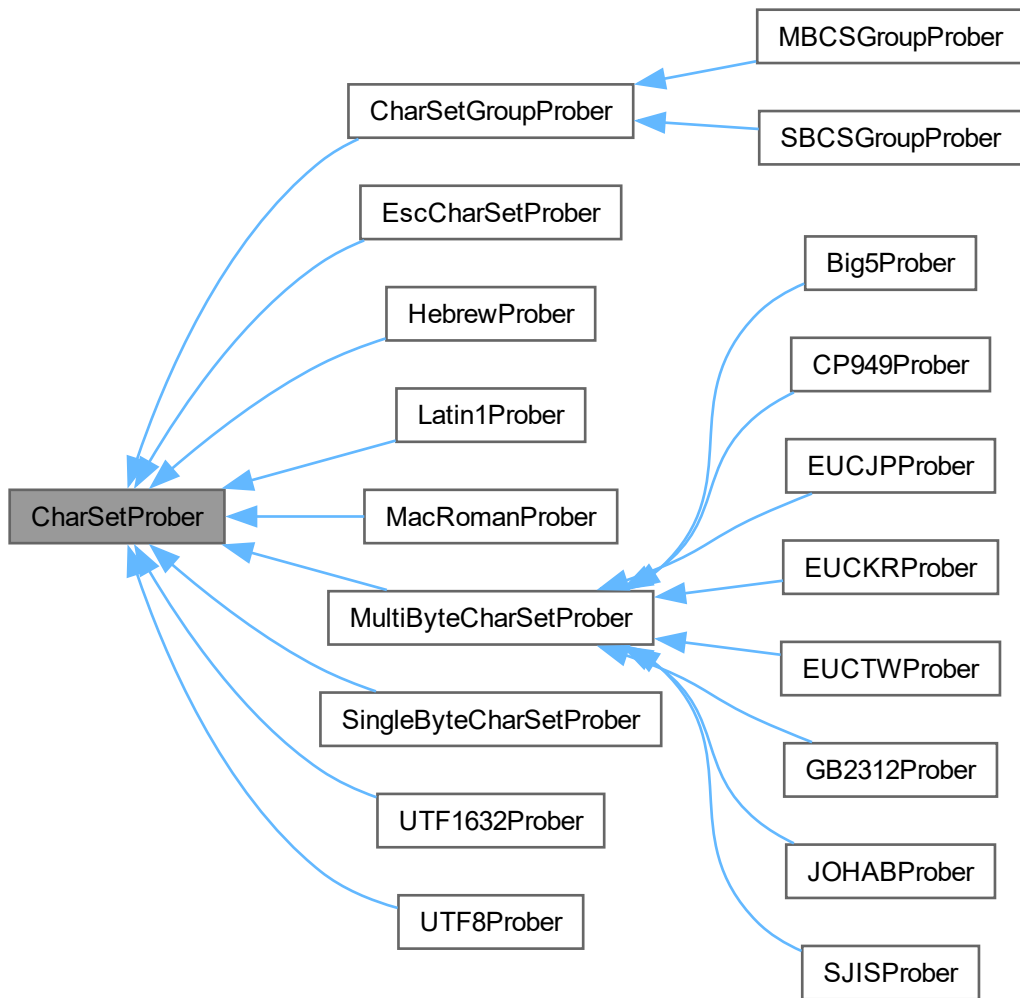 MBCSGroupProber
CharSetGroupProber
SBCSGroupProber
EscCharSetProber
Big5Prober
HebrewProber
CP949Prober
Latin1Prober
EUCJPProber
CharSetProber
MacRomanProber
EUCKRProber
MultiByteCharSetProber
EUCTWProber
SingleByteCharSetProber
GB2312Prober
UTF1632Prober
JOHABProber
UTF8Prober
SJISProber